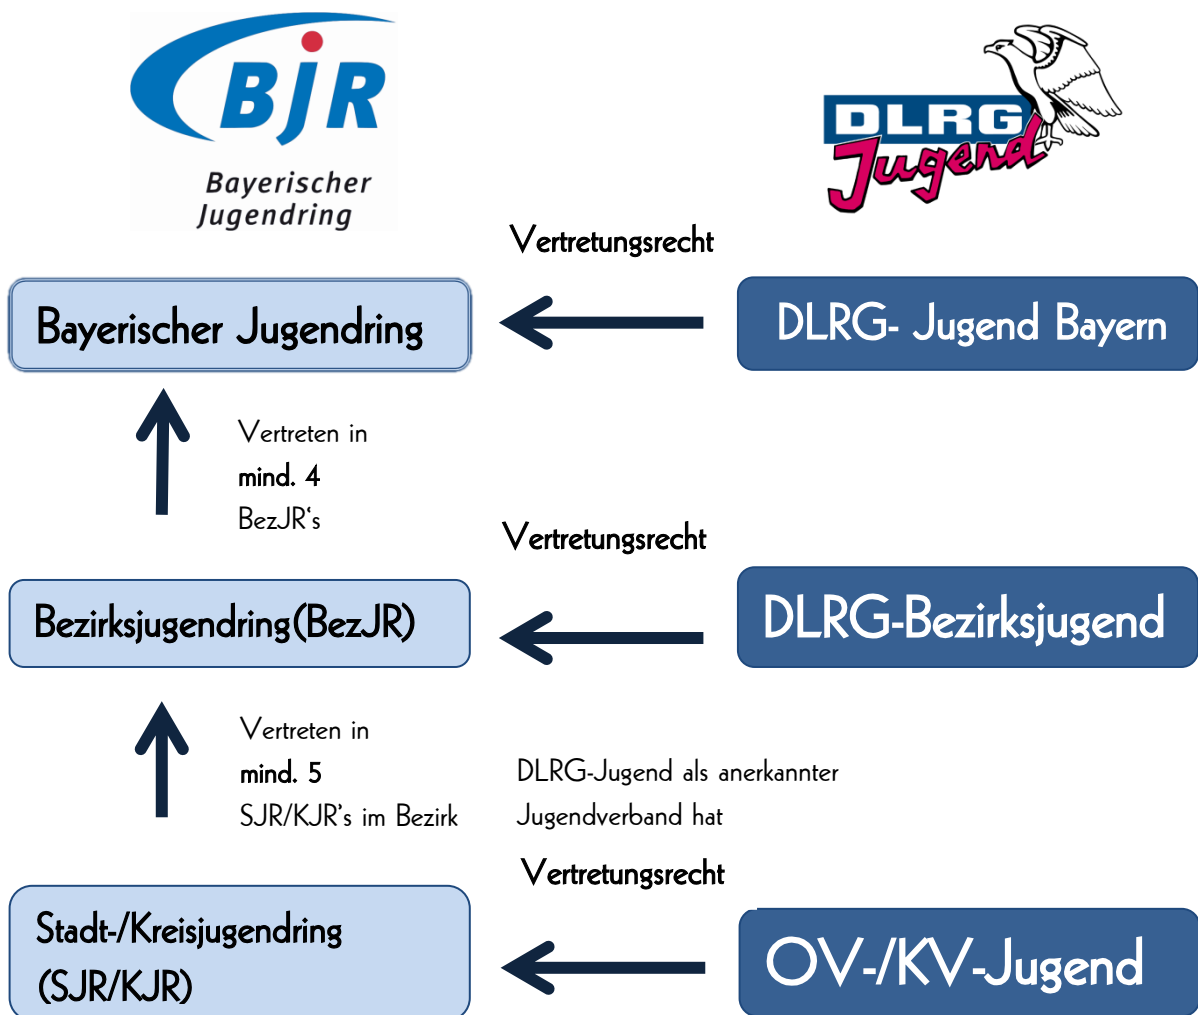 BJR
Bayerischer
Jugendring
DLRG
Jugend
Vertretungsrecht
Bayerischer Jugendring
DLRG- Jugend Bayern
Vertreten in
mind. 4
BezJR‘s
Vertretungsrecht
Bezirksjugendring(BezJR)
DLRG-Bezirksjugend
Vertreten in
mind. 5
SJR/KJR's im Bezirk
DLRG-Jugend als anerkannter
Jugendverband hat
Vertretungsrecht
Stadt-/Kreisjugendring
(SJR/KJR)
OV-/KV-Jugend